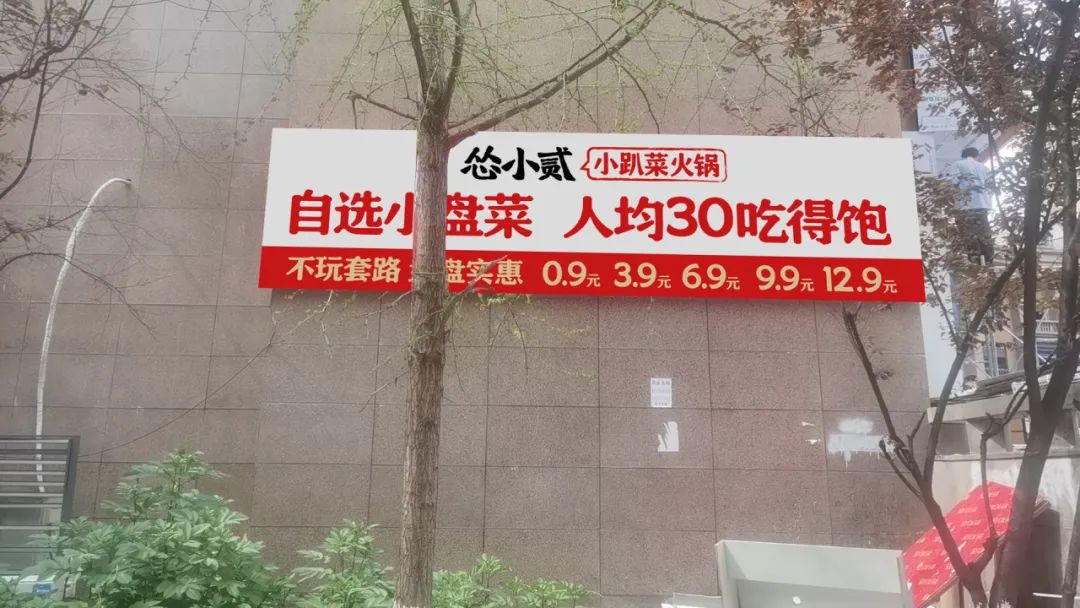 怂小贰 小趴菜火锅
自选小盘菜 人均30吃得饱
不玩套路 盘实惠 0.9元 3.9元 6.9元 9.9元 12.9元